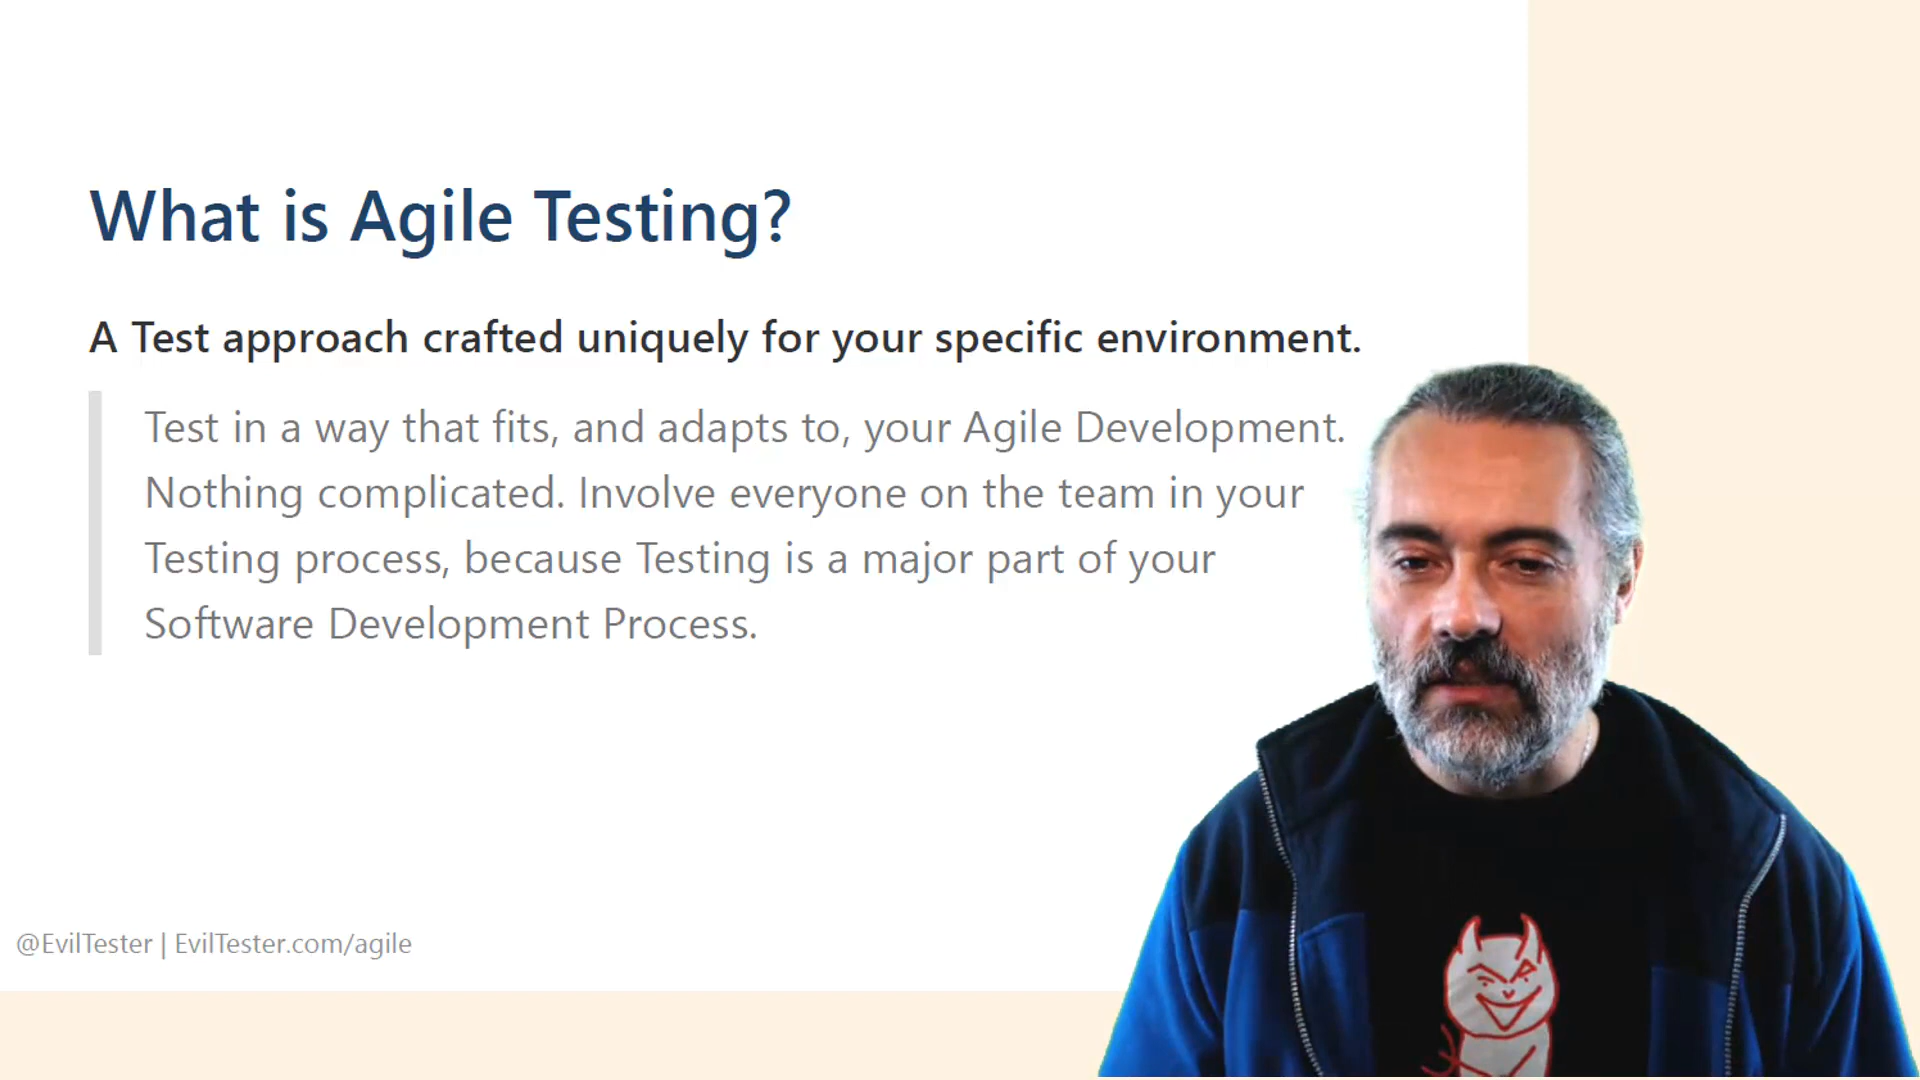 What is Agile Testing?
A Test approach crafted uniquely for your specific environment.
Test in a way that fits, and adapts to, your Agile Development.
Nothing complicated. Involve everyone on the team in your
Testing process, because Testing is a major part of your
Software Development Process.
@EvilTester | EvilTester.com/agile